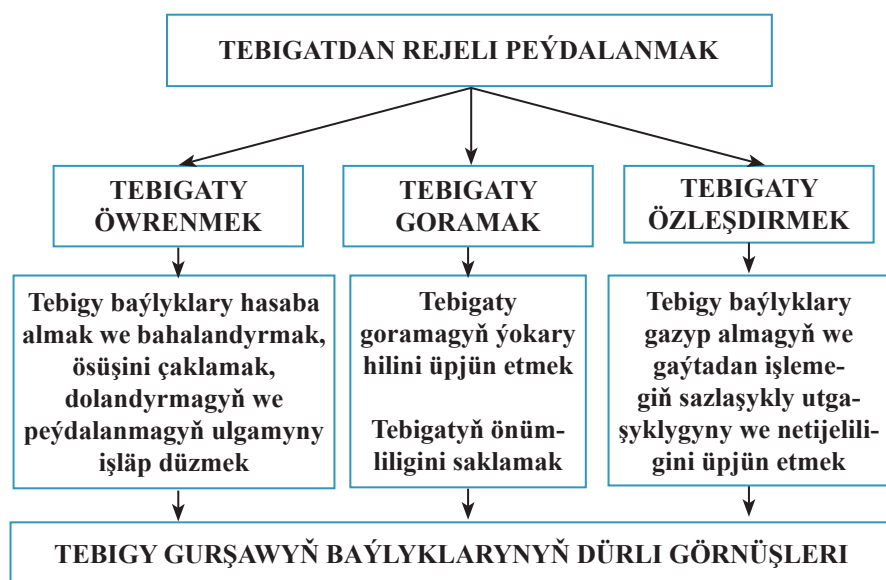 TEBIGATDAN REJELI PEÝDALANMAK
TEBIGATY
ÖWRENMEK
TEBIGATY
GORAMAK
TEBIGATY
ÖZLEŞDIRMEK
Tebigy baýlyklary hasaba
almak we bahalandyrmak,
ösüşini çaklamak,
dolandyrmagyň we
peýdalanmagyň ulgamyny
işläp düzmek
Tebigaty
goramagyň ýokary
hilini üpjün etmek
Tebigatyň önüm-
liligini saklamak
Tebigy baýlyklary
gazyp almagyň we
gaýtadan işleme-
giň sazlaşykly utga-
şyklygyny we netijelili-
gini üpjün etmek
TEBIGY GURŞAWYŇ BAÝLYKLARYNYŇ DÜRLI GÖRNÜŞLERI